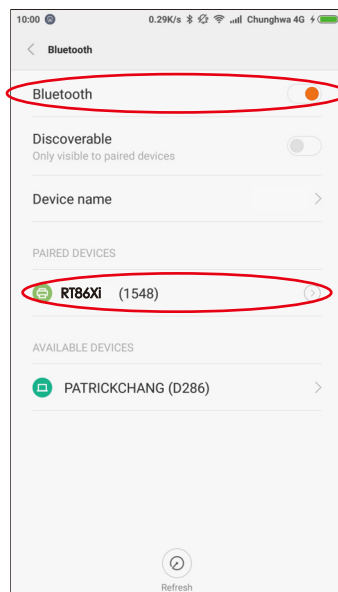 10:00 0.29K/s Chunghwa 4G
Bluetooth
Bluetooth
Discoverable
Only visible to paired devices
Device name
PAIRED DEVICES
RT86Xi (1548)
AVAILABLE DEVICES
PATRICKCHANG (D286)
Refresh